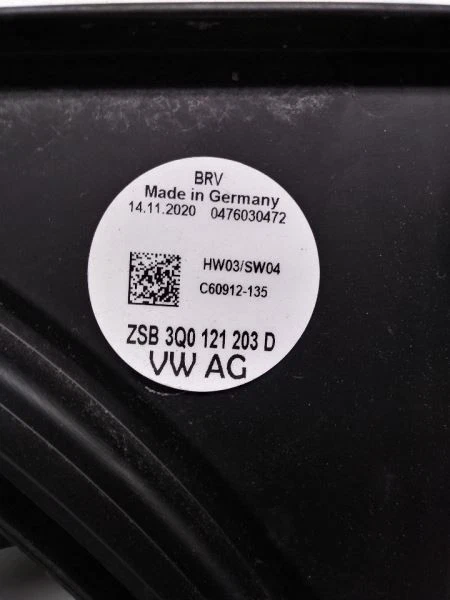 BRV
Made in Germany
14.11.2020 0476030472
HW03/SW04
C60912-135
ZSB 3Q0 121 203 D
VW AG